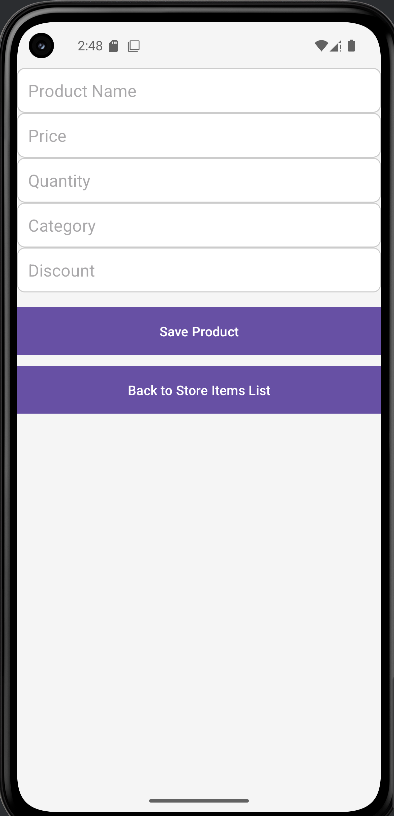 2:48
Product Name
Price
Quantity
Category
Discount
Save Product
Back to Store Items List